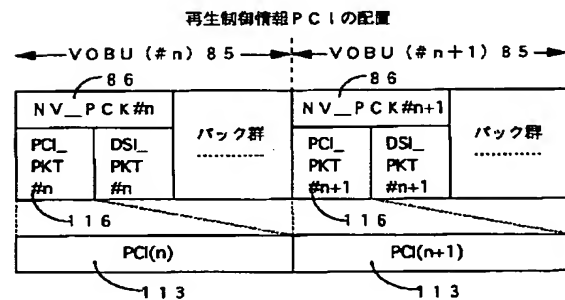 再生制御情報PCIの配置
VOBU(#n)85 VOBU(#n+1)85
86 86
NV__PCK#n パック群 NV__PCK#n+1 パック群
PCI_ DSI_ PCI_ DSI_
PKT PKT PKT PKT
#n #n #n+1 #n+1
116 116
PCI(n) PCI(n+1)
113 113